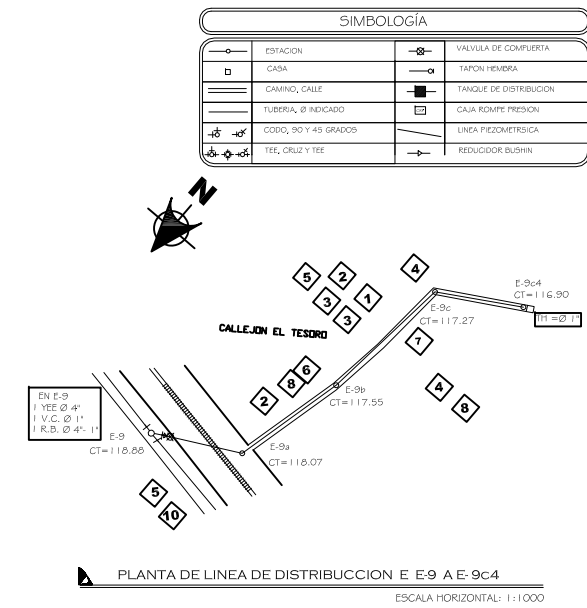 SIMBOLOGÍA
ESTACION
VALVULA DE COMPUERTA
CASA
TAPON HEMBRA
CAMINO, CALLE
TANQUE DE DISTRIBUCION
TUBERIA, Ø INDICADO
CAJA ROMPE PRESION
CODO, 90 Y 45 GRADOS
LINEA PIEZOMETRSICA
TEE, CRUZ Y TEE
REDUCIDOR BUSHIN
N
5
2
4
3
1
3
E-9c4
CT=116.90
TH =Ø 1"
E-9c
CT=117.27
CALLEJON EL TESORO
7
6
8
2
4
8
E-9b
CT=117.55
EN E-9
1 YEE Ø 4"
1 V.C. Ø 1"
1 R.B. Ø 4"- 1"
E-9
CT=118.88
E-9a
CT=118.07
5
10
PLANTA DE LINEA DE DISTRIBUCCION E E-9 A E- 9c4
ESCALA HORIZONTAL: 1:1000